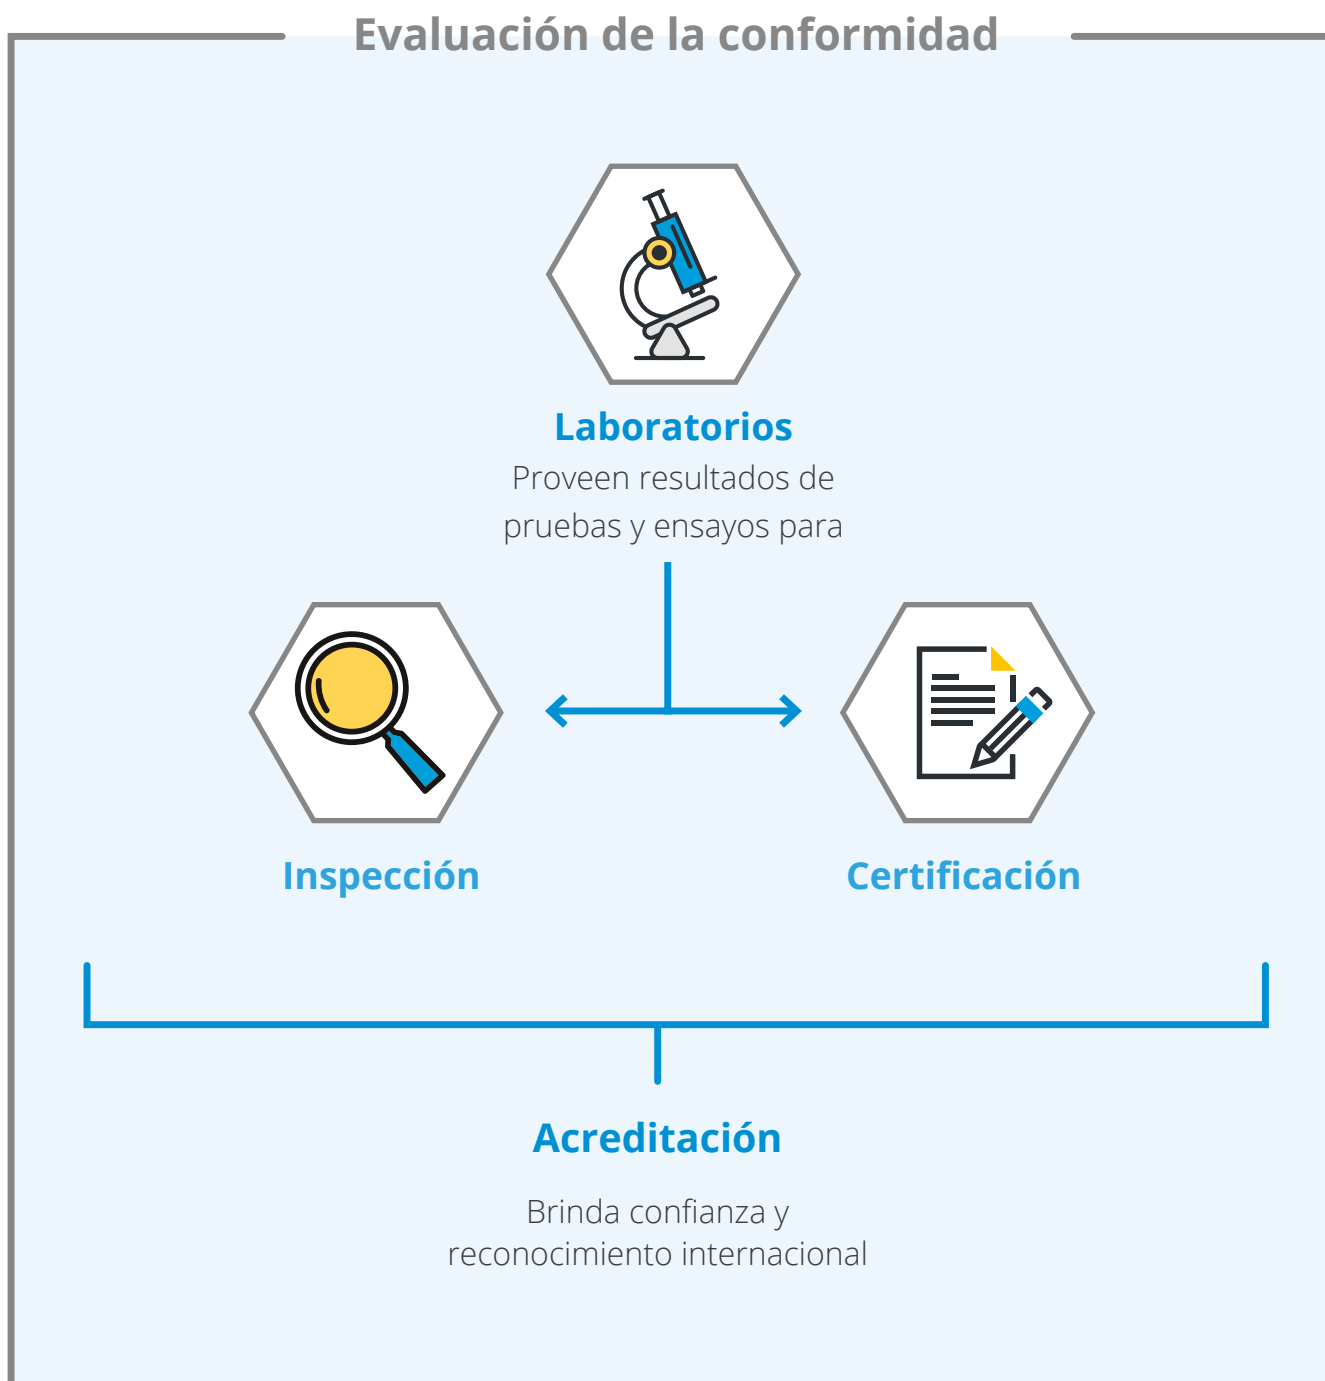 Evaluación de la conformidad
Laboratorios
Proveen resultados de
pruebas y ensayos para
Inspección
Certificación
Acreditación
Brinda confianza y
reconocimiento internacional